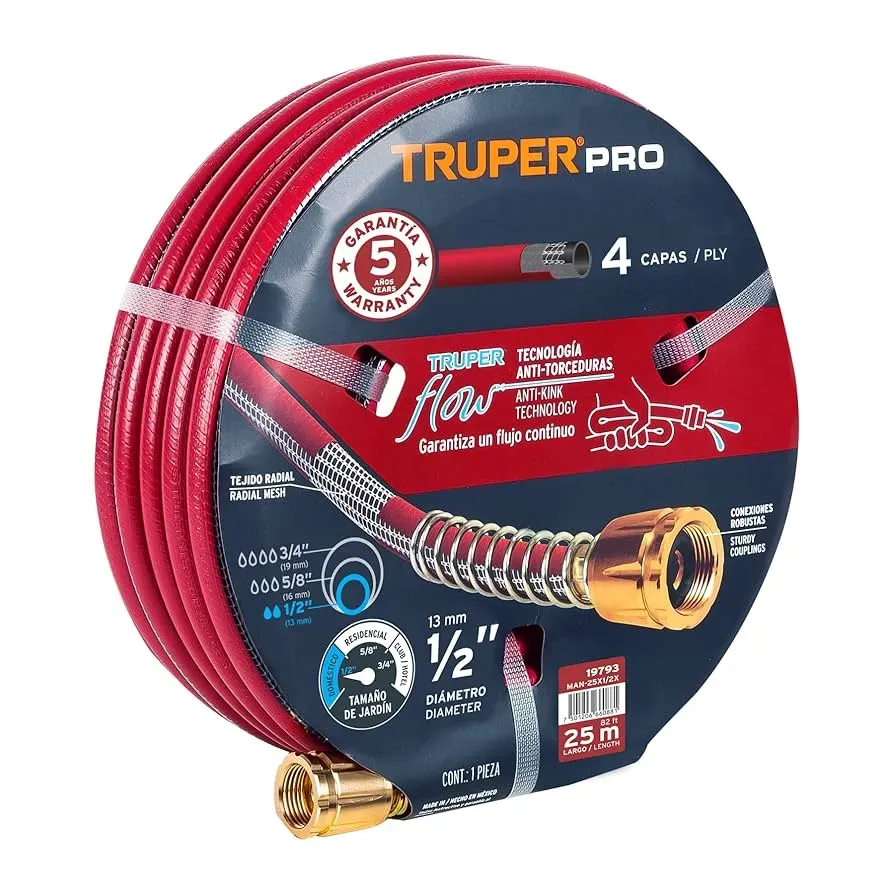 TRUPER® PRO
GARANTÍA
5
AÑOS
YEARS
WARRANTY
4 CAPAS / PLY
TRUPER
flow
TECNOLOGÍA
ANTI-TORCEDURAS
ANTI-KINK
TECHNOLOGY
Garantiza un flujo continuo
TEJIDO RADIAL
RADIAL MESH
CONEXIONES
ROBUSTAS
STURDY
COUPLINGS
3/4"
(19 mm)
5/8"
(16 mm)
1/2"
(13 mm)
DOMÉSTICO
RESIDENCIAL
CLUB / HOTEL
1/2"
5/8"
3/4"
TAMAÑO
DE JARDÍN
13 mm
1/2"
DIÁMETRO
DIAMETER
19793
MAN-25X1/2X
7 501206 660881
82 ft
25 m
LARGO / LENGTH
CONT.: 1 PIEZA
MADE IN / HECHO EN MÉXICO